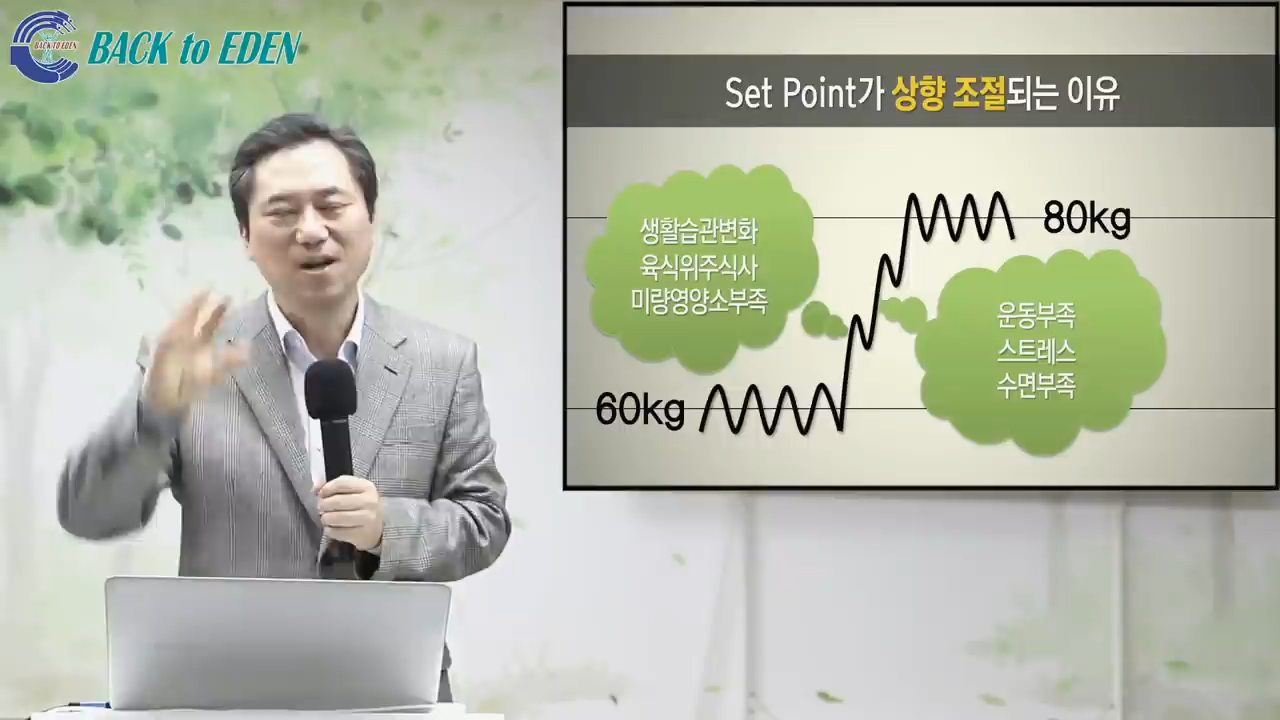 BACK TO EDEN
BACK to EDEN
Set Point가 상향 조절되는 이유
생활습관변화
육식위주식사
미량영양소부족
80kg
운동부족
스트레스
수면부족
60kg